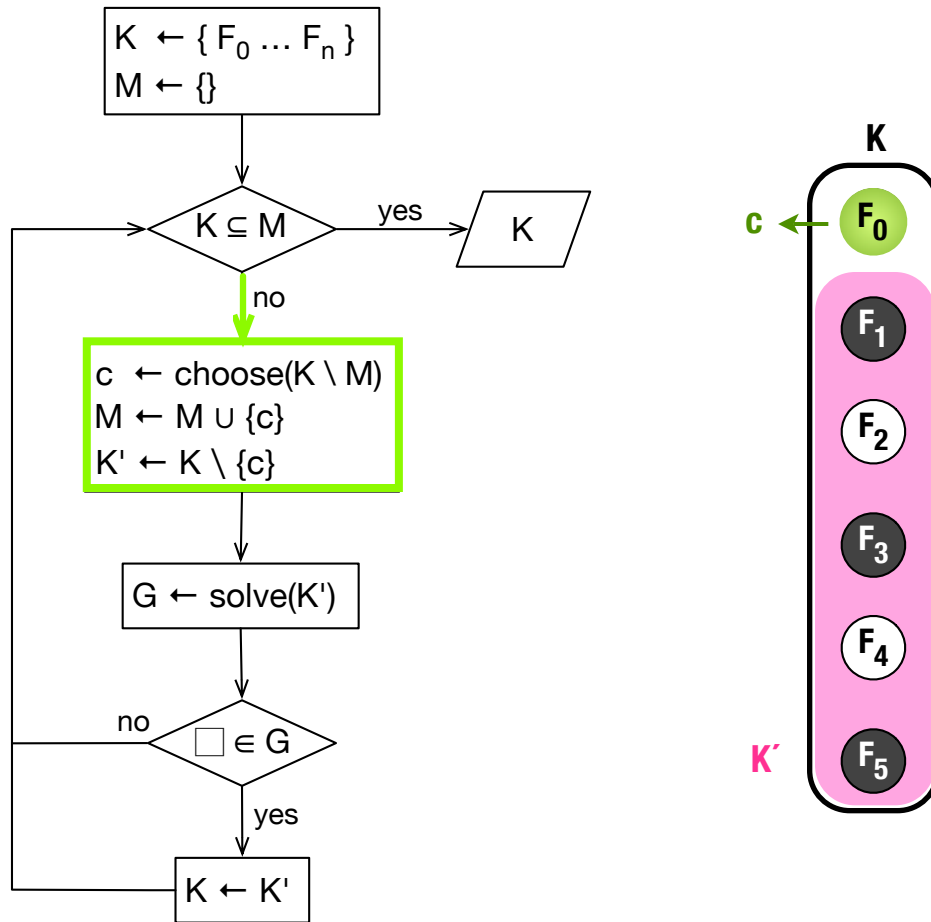 K ← { F₀ … Fₙ }
M ← {}
K ⊆ M
yes
K
no
c ← choose(K \ M)
M ← M ∪ {c}
K' ← K \ {c}
G ← solve(K')
□ ∈ G
no
yes
K ← K'
K
c
F₀
F₁
F₂
F₃
F₄
K´
F₅